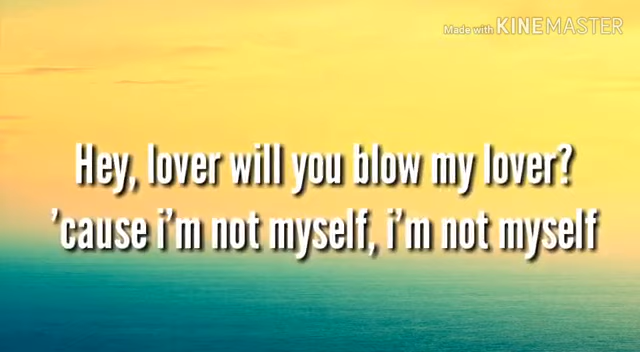 Made with KINEMASTER
Hey, lover will you blow my lover?
'cause i'm not myself, i'm not myself